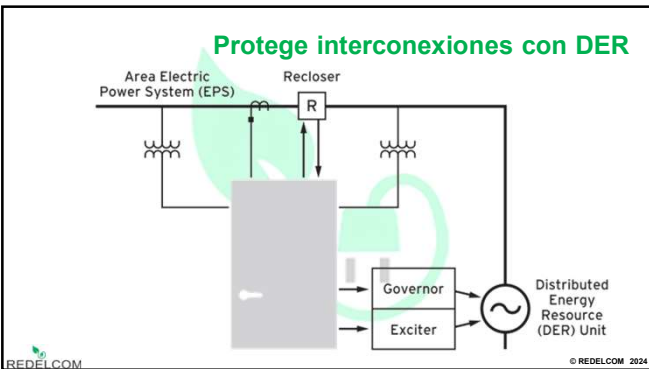 Protege interconexiones con DER
Area Electric
Power System (EPS)
Recloser
R
Governor
Exciter
Distributed
Energy
Resource
(DER) Unit
REDELCOM
© REDELCOM 2024